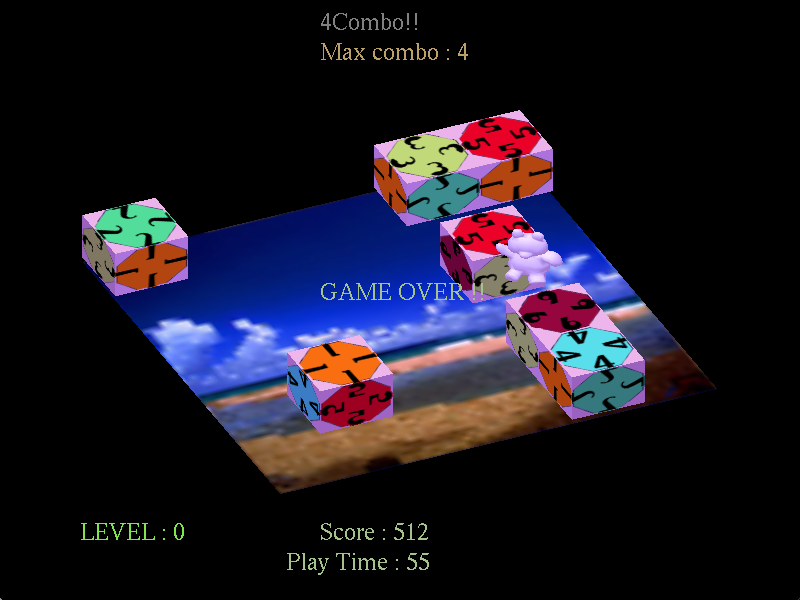 4Combo!!
Max combo : 4
GAME OVER !!
LEVEL : 0
Score : 512
Play Time : 55